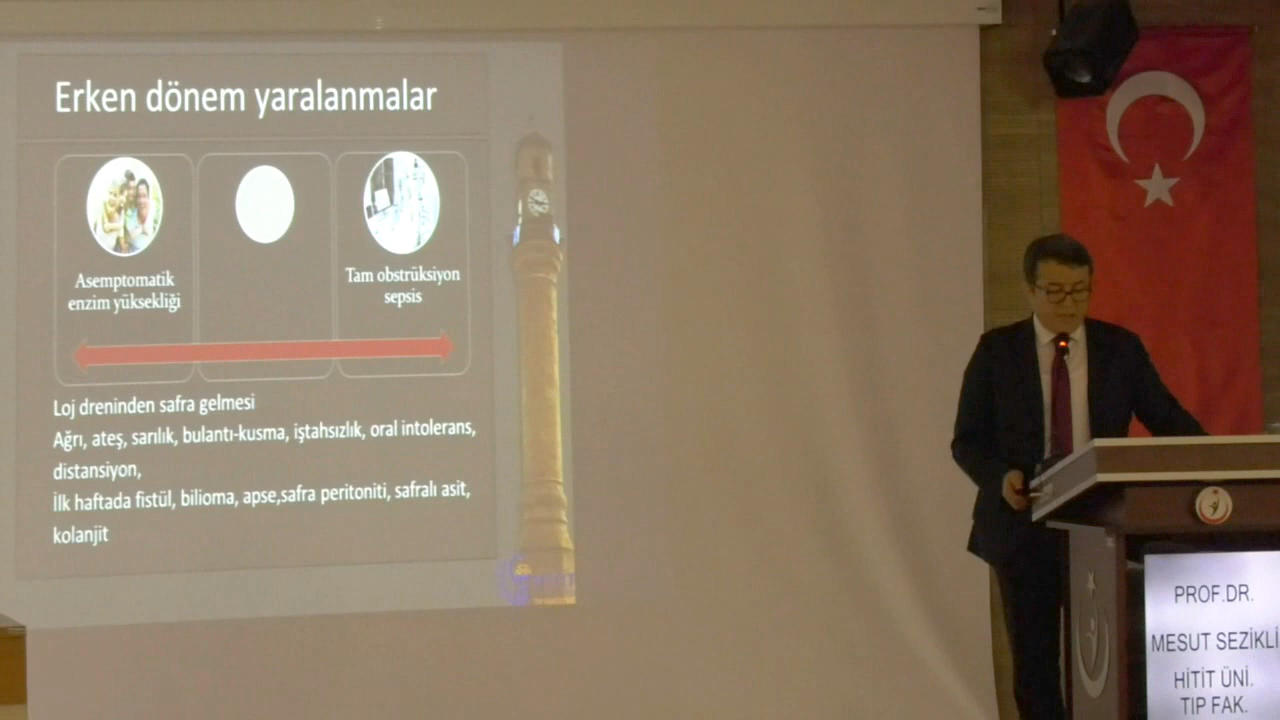 Erken dönem yaralanmalar
Asemptomatik
enzim yüksekliği
Tam obstrüksiyon
sepsis
Loj dreninden safra gelmesi
Ağrı, ateş, sarılık, bulantı-kusma, iştahsızlık, oral intolerans,
distansiyon,
İlk haftada fistül, bilioma, apse,safra peritoniti, safralı asit,
kolanjit
PROF.DR.
MESUT SEZİKLİ
HİTİT ÜNİ.
TIP FAK.